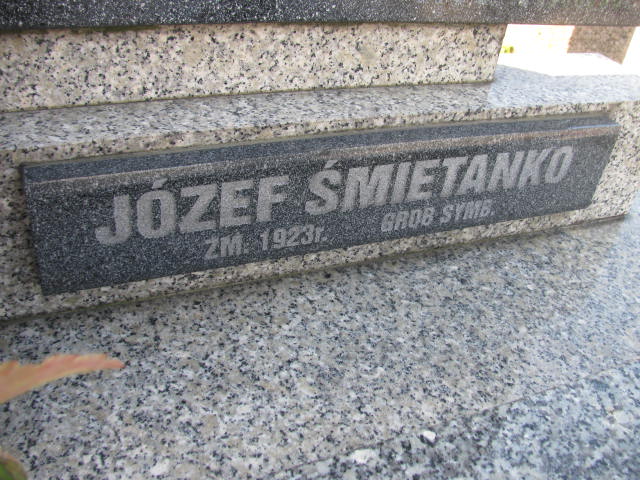 JÓZEF ŚMIETANKO
ZM. 1923r. GRÓB SYMB.